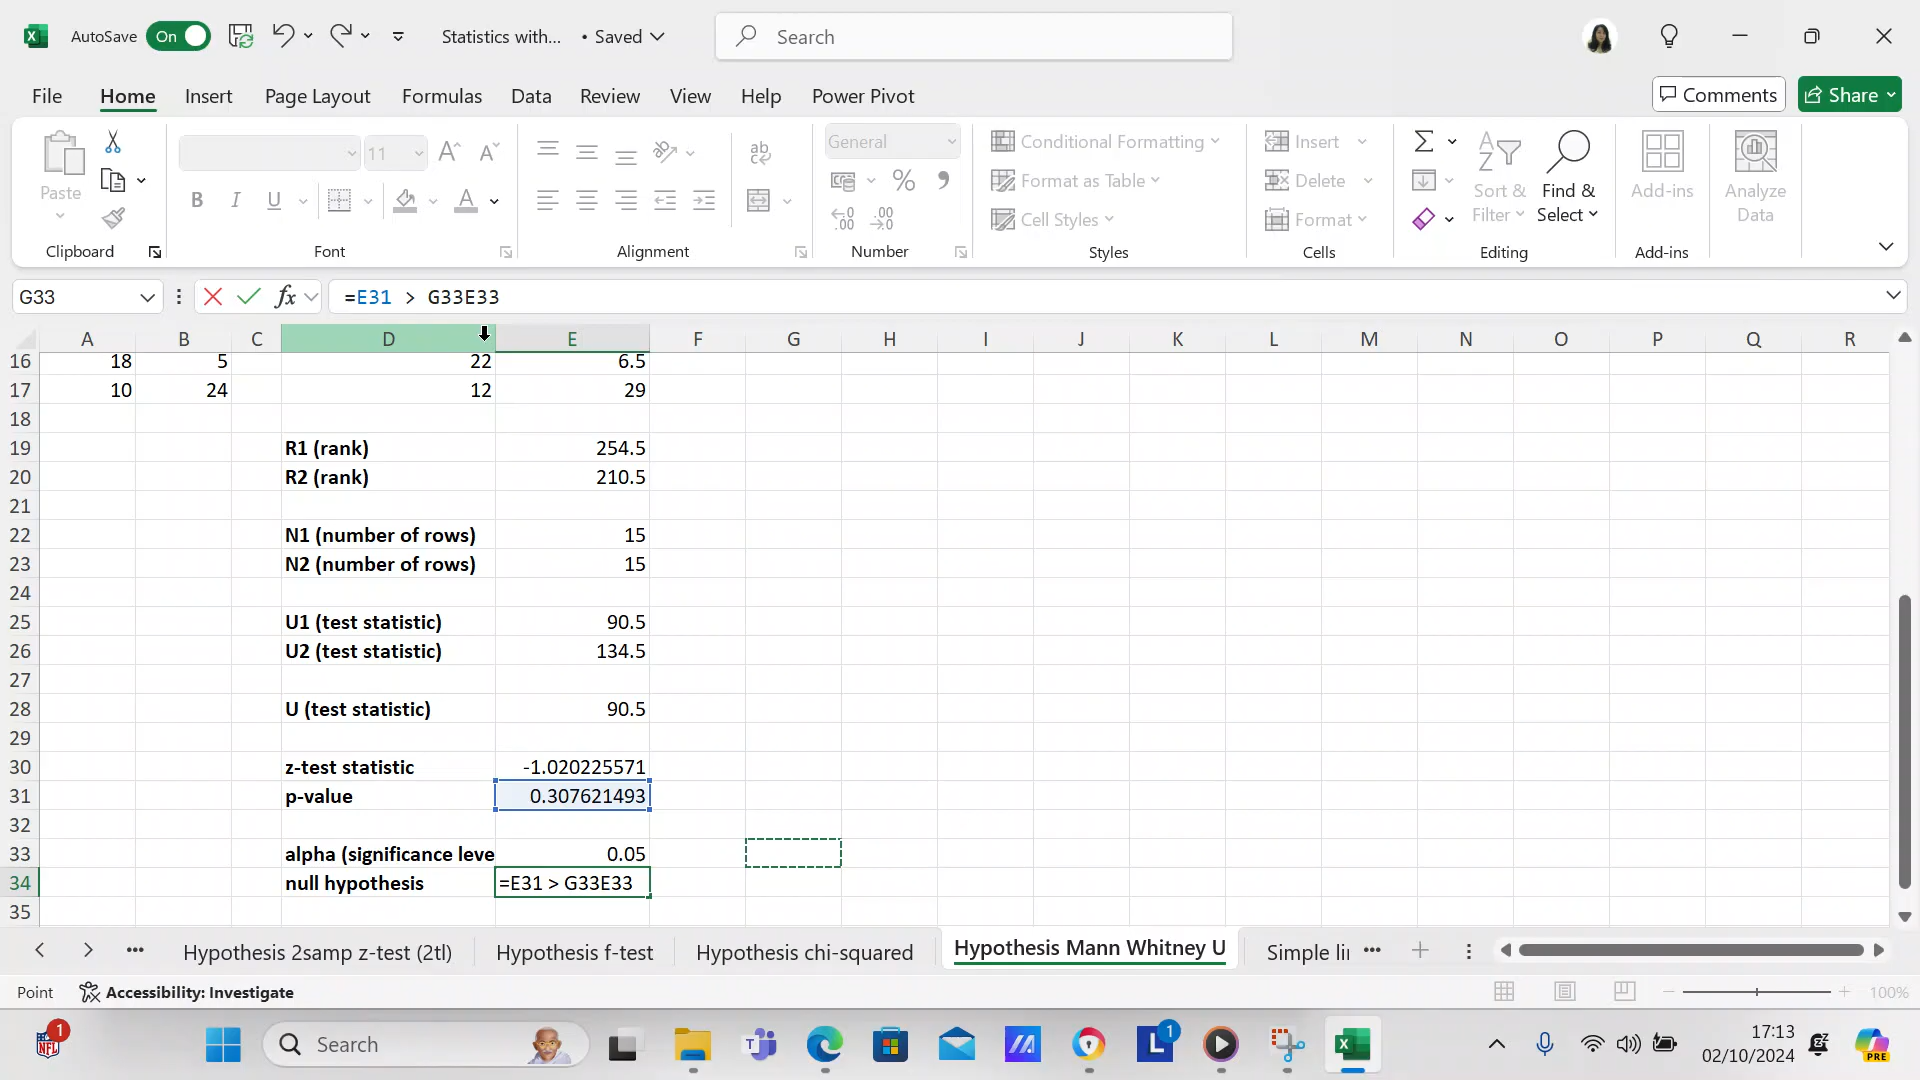 AutoSave On Statistics with... • Saved Search
File Home Insert Page Layout Formulas Data Review View Help Power Pivot Comments Share
Paste 11 A^ A˅ ab General Conditional Formatting Insert Σ Sort & Filter Find & Select Add-ins Analyze Data
B I U A % Format as Table Delete
Cell Styles Format
Clipboard Font Alignment Number Styles Cells Editing Add-ins
G33 fx =E31 > G33E33
A B C D E F G H I J K L M N O P Q R
16 18 5 22 6.5
17 10 24 12 29
18
19 R1 (rank) 254.5
20 R2 (rank) 210.5
21
22 N1 (number of rows) 15
23 N2 (number of rows) 15
24
25 U1 (test statistic) 90.5
26 U2 (test statistic) 134.5
27
28 U (test statistic) 90.5
29
30 z-test statistic -1.020225571
31 p-value 0.307621493
32
33 alpha (significance leve 0.05
34 null hypothesis =E31 > G33E33
35
Hypothesis 2samp z-test (2tl) Hypothesis f-test Hypothesis chi-squared Hypothesis Mann Whitney U Simple lin
Point Accessibility: Investigate 100%
1 Search 1 17:13
NFL L 02/10/2024 PRE